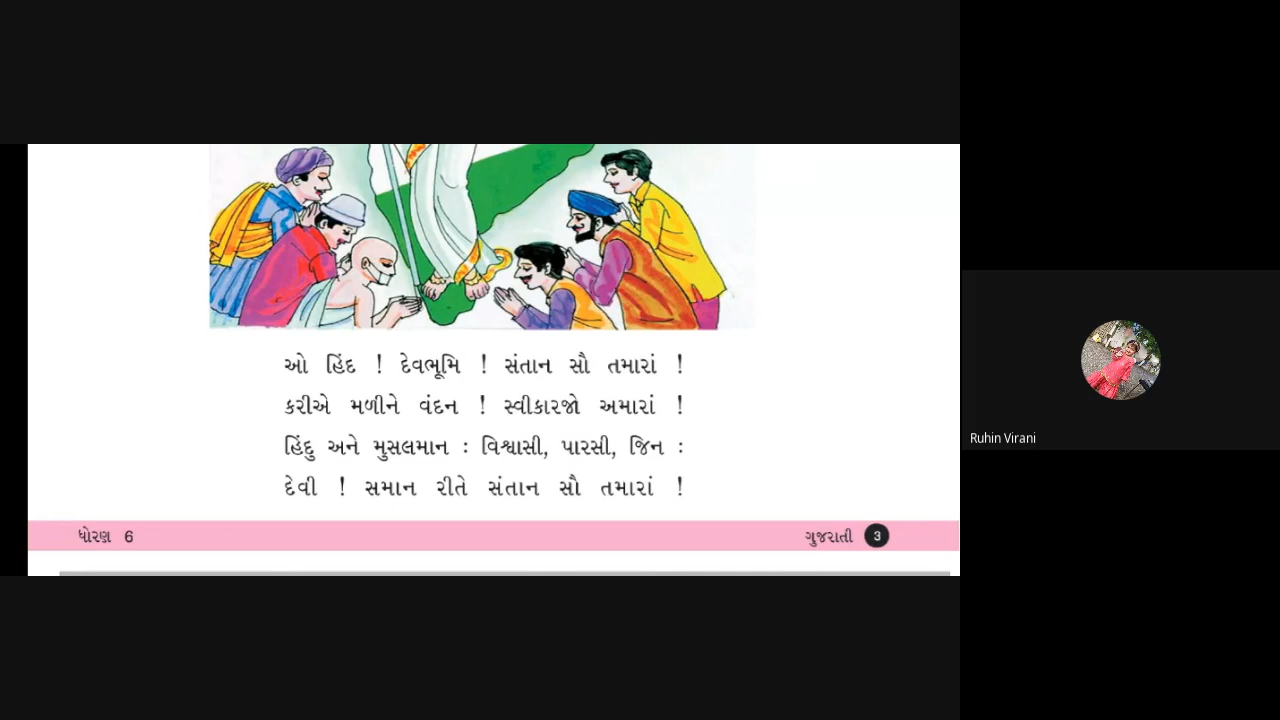 ઓ હિંદ ! દેવભૂમિ ! સંતાન સૌ તમારાં !
કરીએ મળીને વંદન ! સ્વીકારજો અમારાં !
હિંદુ અને મુસલમાન : વિશ્વાસી, પારસી, જિન :
દેવી ! સમાન રીતે સંતાન સૌ તમારાં !
ધોરણ 6 ગુજરાતી 3
Ruhin Virani